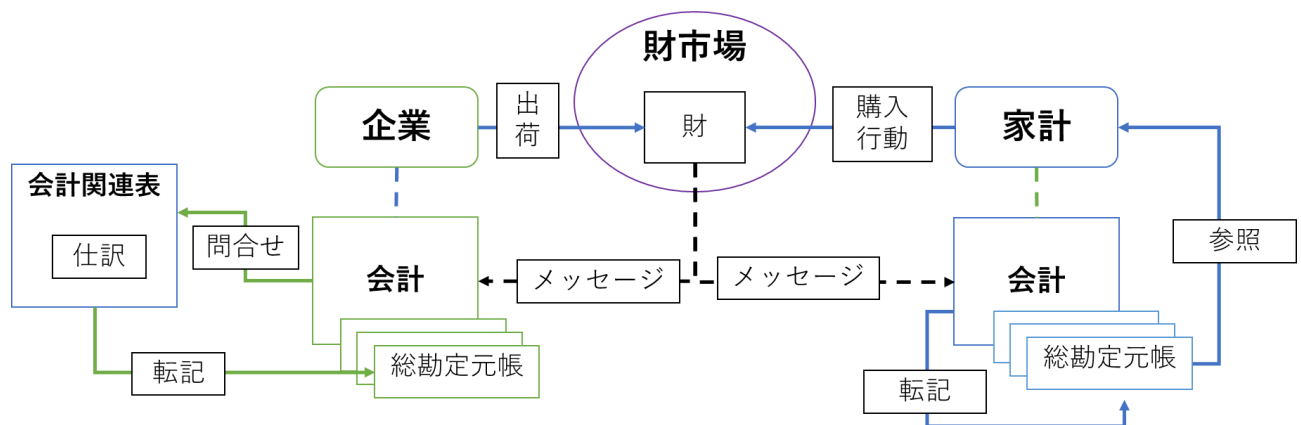 財市場
企業
出
荷
財
購入
行動
家計
会計関連表
仕訳
問合せ
会計
メッセージ
メッセージ
会計
参照
転記
総勘定元帳
総勘定元帳
転記